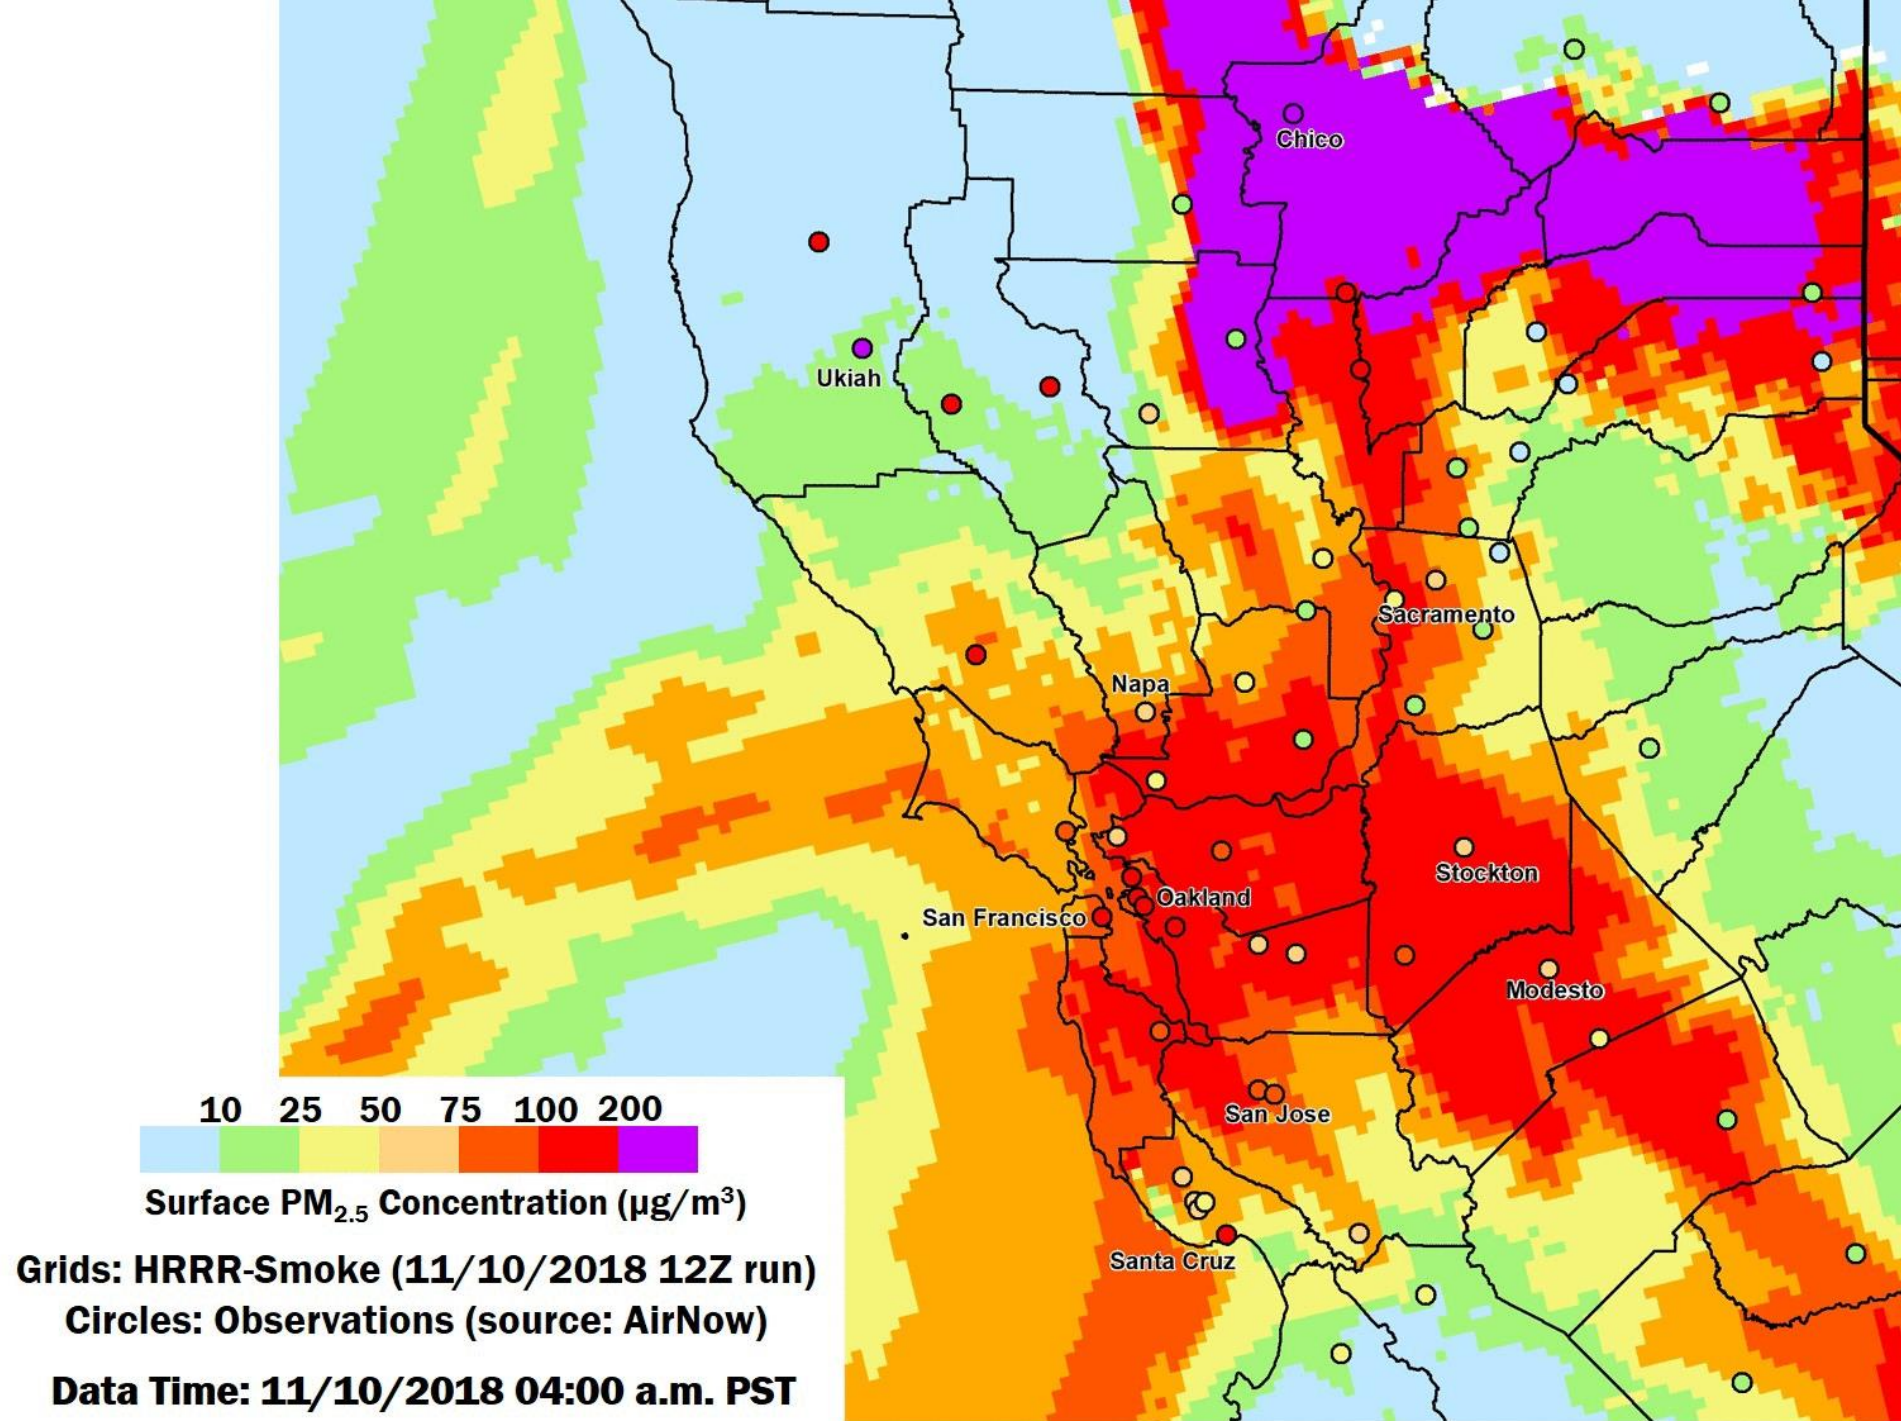 Chico
Ukiah
Sacramento
Napa
Stockton
Oakland
San Francisco
Modesto
San Jose
Santa Cruz
10 25 50 75 100 200
Surface PM2.5 Concentration (µg/m³)
Grids: HRRR-Smoke (11/10/2018 12Z run)
Circles: Observations (source: AirNow)
Data Time: 11/10/2018 04:00 a.m. PST